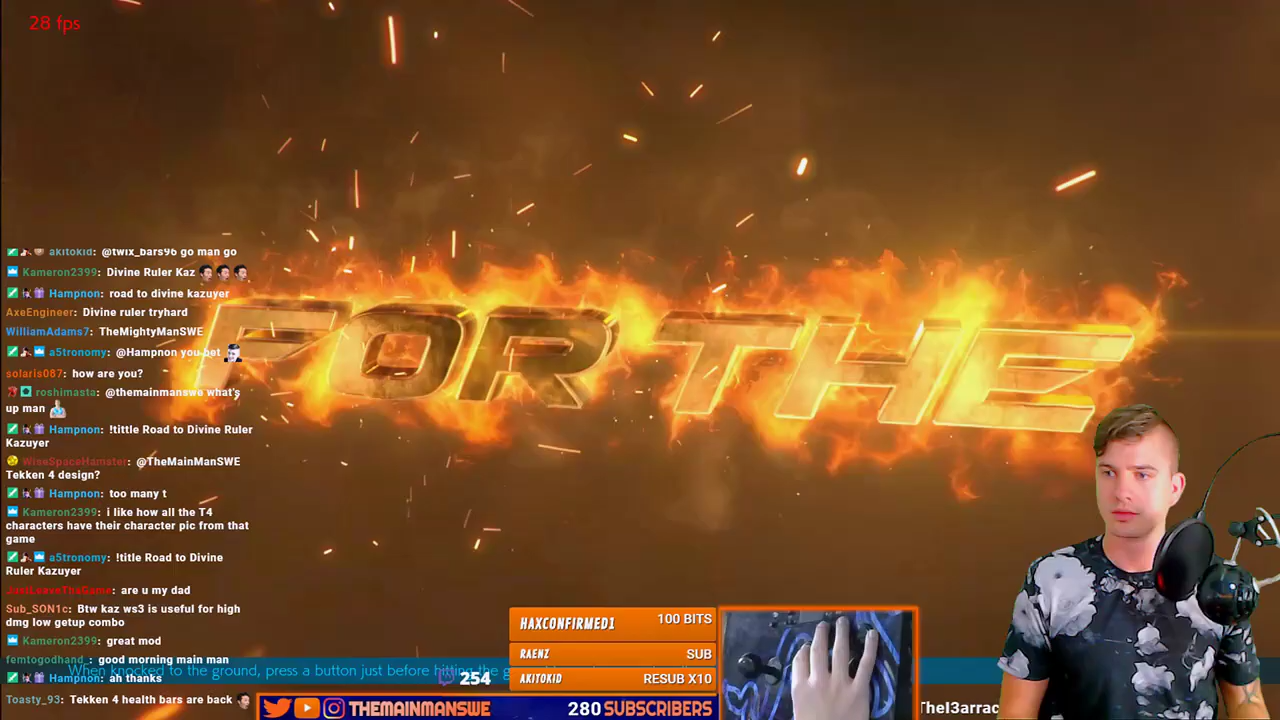 28 fps
akitokid: @twix_bars96 go man go
Kameron2399: Divine Ruler Kaz
Hampnon: road to divine kazuyer
AxeEngineer: Divine ruler tryhard
WilliamAdams7: TheMightyManSWE
a5tronomy: @Hampnon you bet
solaris087: how are you?
roshimasta: @themainmanswe what's
up man
Hampnon: !tittle Road to Divine Ruler
Kazuyer
WiseSpaceHamster: @TheMainManSWE
Tekken 4 design?
Hampnon: too many t
Kameron2399: i like how all the T4
characters have their character pic from that
game
a5tronomy: !title Road to Divine
Ruler Kazuyer
JustLeaveThaGame: are u my dad
Sub_SON1c: Btw kaz ws3 is useful for high
dmg low getup combo
Kameron2399: great mod
femtogodhand_: good morning main man
Hampnon: ah thanks
Toasty_93: Tekken 4 health bars are back
FOR THE
When knocked to the ground, press a button just before hitting the
254
HAXCONFIRMED1 100 BITS
RAENZ SUB
AKITOKID RESUB X10
THEMAINMANSWE 280 SUBSCRIBERS
TheI3arrac